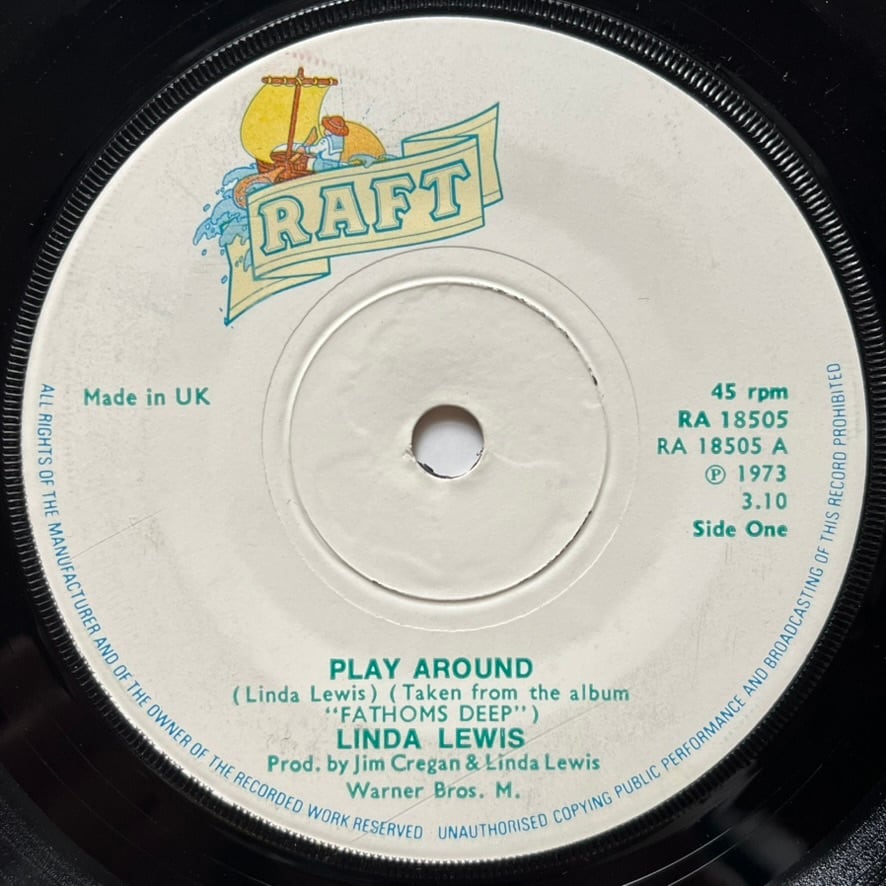 RAFT
Made in UK
45 rpm
RA 18505
RA 18505 A
Ⓟ 1973
3.10
Side One
PLAY AROUND
(Linda Lewis) (Taken from the album
"FATHOMS DEEP")
LINDA LEWIS
Prod. by Jim Cregan & Linda Lewis
Warner Bros. M.
ALL RIGHTS OF THE MANUFACTURER AND OF THE OWNER OF THE RECORDED WORK RESERVED UNAUTHORISED COPYING PUBLIC PERFORMANCE AND BROADCASTING OF THIS RECORD PROHIBITED